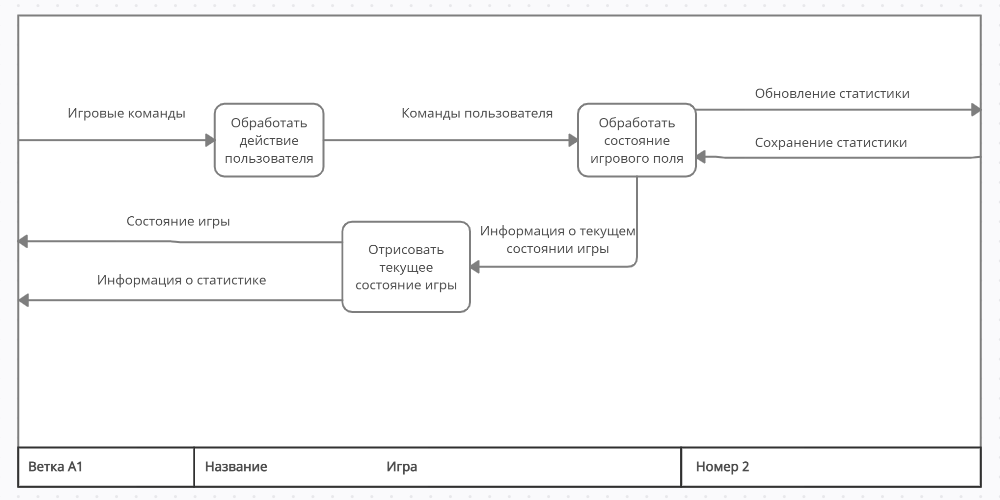 Обновление статистики
Игровые команды
Обработать
действие
пользователя
Команды пользователя
Обработать
состояние
игрового поля
Сохранение статистики
Состояние игры
Информация о статистике
Отрисовать
текущее
состояние игры
Информация о текущем
состоянии игры
Ветка А1
Название
Игра
Номер 2